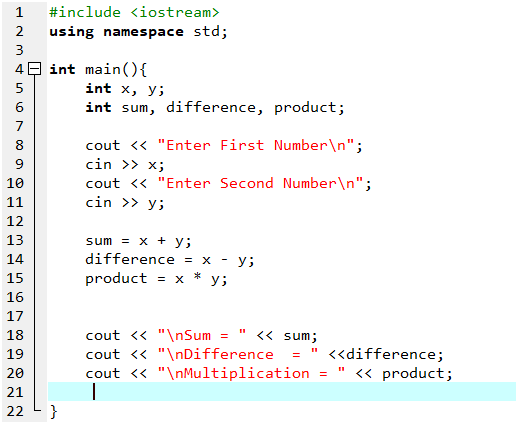 1 #include <iostream>
2 using namespace std;
3
4 int main(){
5     int x, y;
6     int sum, difference, product;
7
8     cout << "Enter First Number\n";
9     cin >> x;
10     cout << "Enter Second Number\n";
11     cin >> y;
12
13     sum = x + y;
14     difference = x - y;
15     product = x * y;
16
17
18     cout << "\nSum = " << sum;
19     cout << "\nDifference  = " <<difference;
20     cout << "\nMultiplication = " << product;
21
22 }